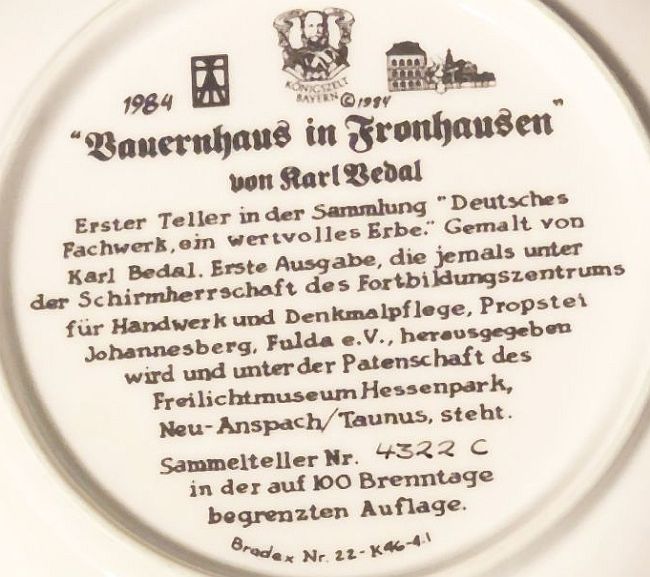 KÖNIGSZELT
BAYERN
1984
©1984
"Bauernhaus in Fronhausen"
von Karl Bedal
Erster Teller in der Sammlung "Deutsches
Fachwerk, ein wertvolles Erbe." Gemalt von
Karl Bedal. Erste Ausgabe, die jemals unter
der Schirmherrschaft des Fortbildungszentrums
für Handwerk und Denkmalpflege, Propstei
Johannesberg, Fulda e.V., herausgegeben
wird und unter der Patenschaft des
Freilichtmuseum Hessenpark,
Neu-Anspach/Taunus, steht.
Sammelteller Nr. 4322 C
in der auf 100 Brenntage
begrenzten Auflage.
Bradex Nr. 22-K46-4.1